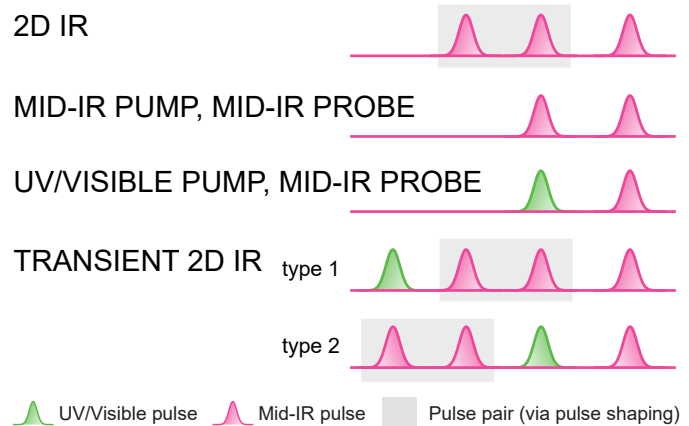 2D IR
MID-IR PUMP, MID-IR PROBE
UV/VISIBLE PUMP, MID-IR PROBE
TRANSIENT 2D IR type 1
type 2
UV/Visible pulse Mid-IR pulse Pulse pair (via pulse shaping)